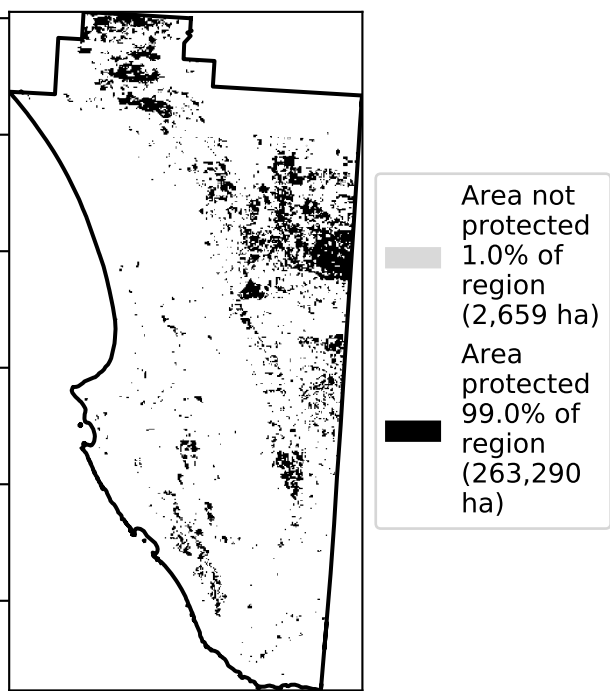 Area not
protected
1.0% of
region
(2,659 ha)
Area
protected
99.0% of
region
(263,290
ha)